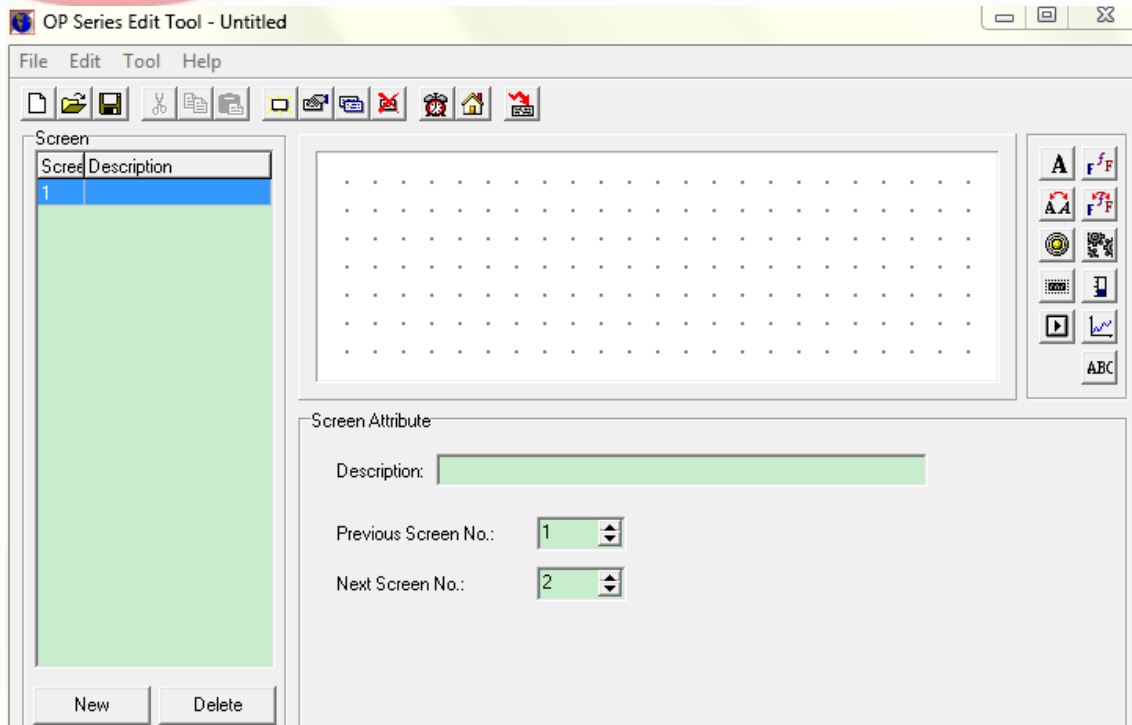 OP Series Edit Tool - Untitled
File Edit Tool Help
Screen
Scree Description
1
A F f F
A A F F
ABC
Screen Attribute
Description:
Previous Screen No.: 1
Next Screen No.: 2
New Delete